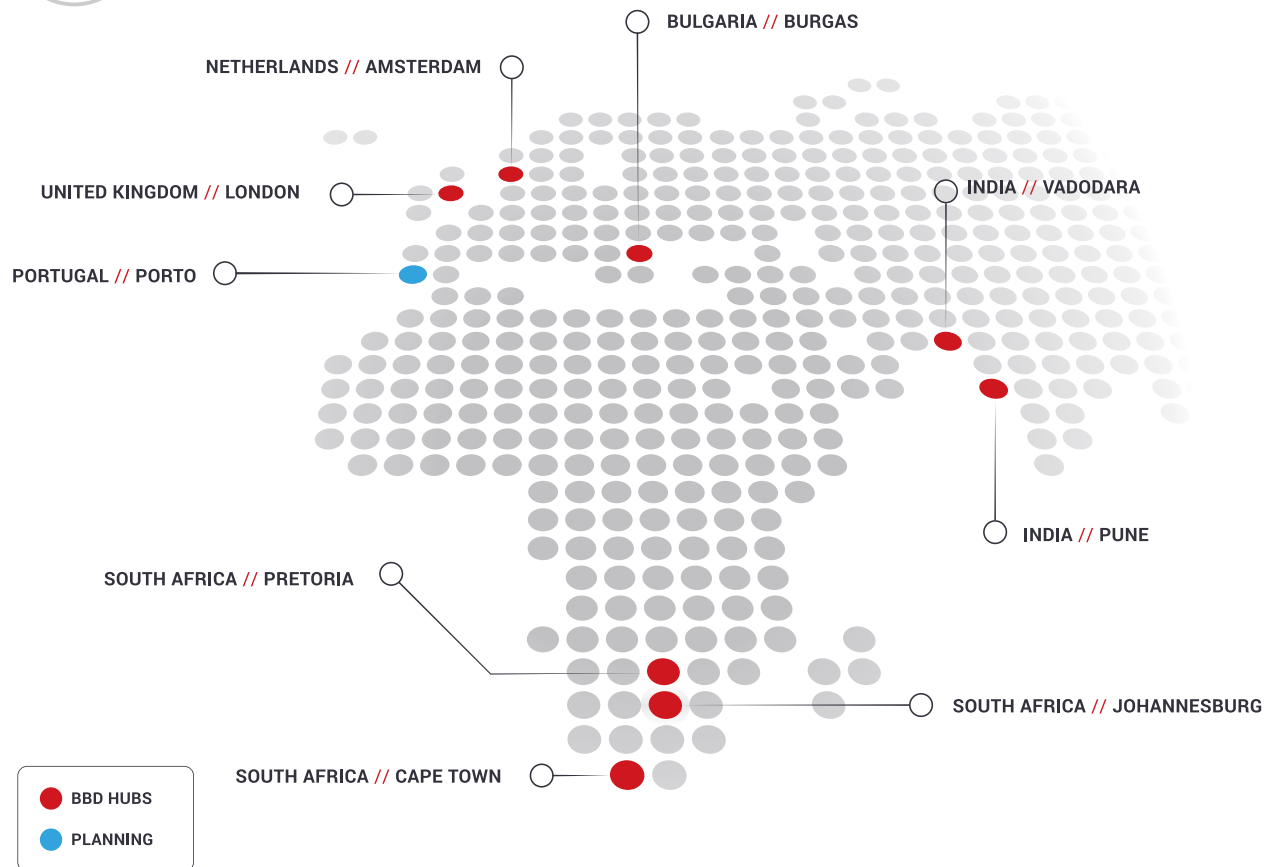 BULGARIA // BURGAS
NETHERLANDS // AMSTERDAM
UNITED KINGDOM // LONDON
INDIA // VADODARA
PORTUGAL // PORTO
INDIA // PUNE
SOUTH AFRICA // PRETORIA
SOUTH AFRICA // JOHANNESBURG
SOUTH AFRICA // CAPE TOWN
BBD HUBS
PLANNING